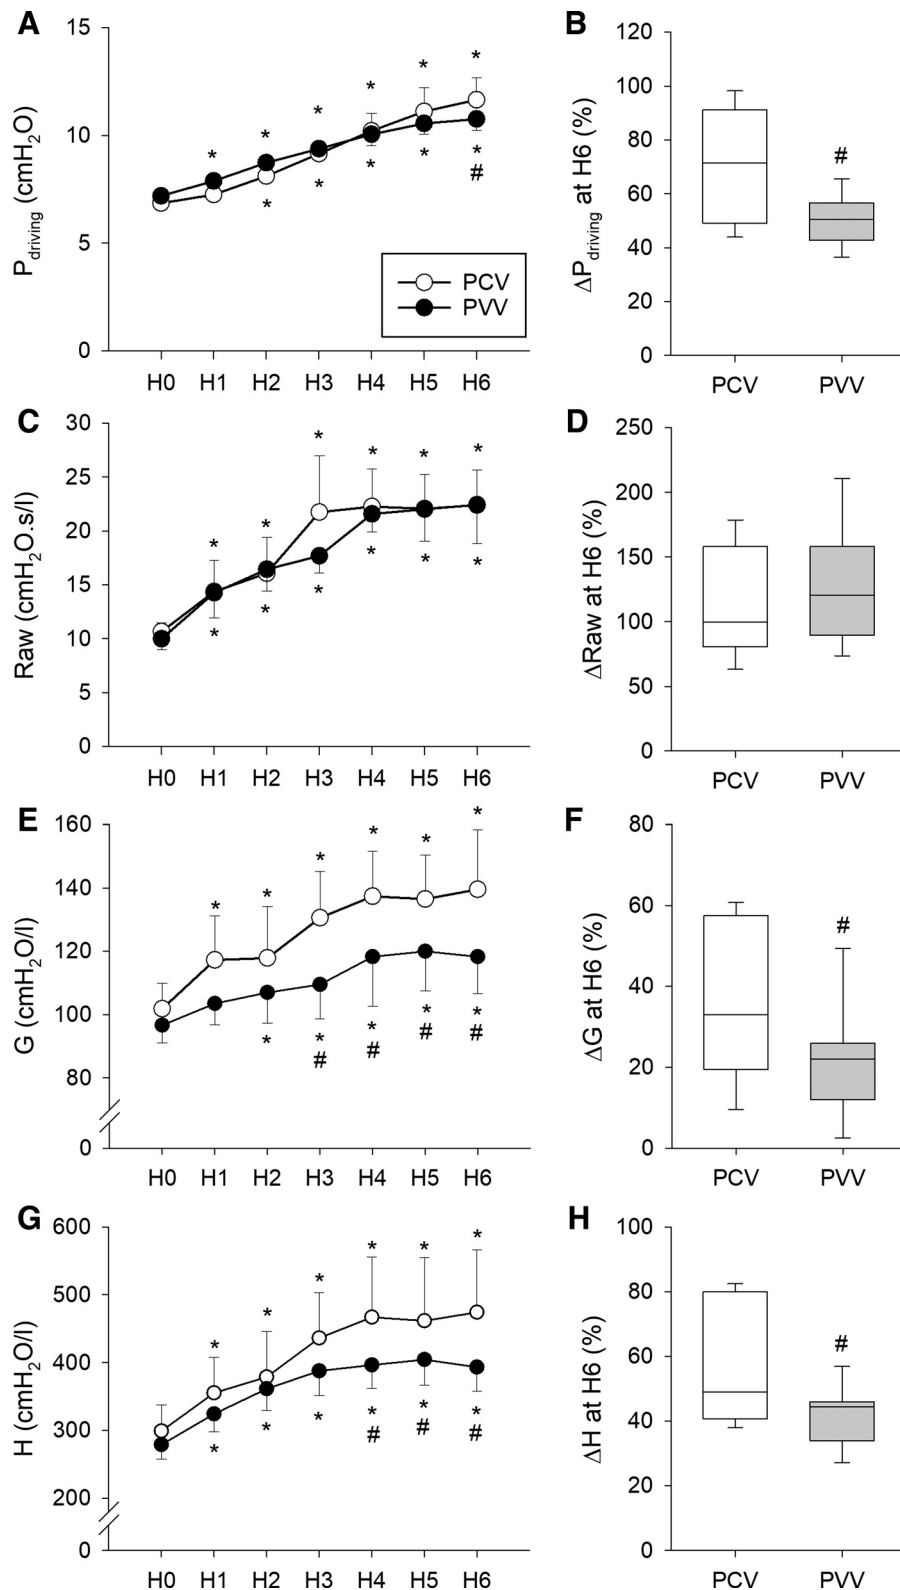 A
P driving (cmH2O)
15
10
5
0
* * * * * *
* * * * *
#
PCV
PVV
H0 H1 H2 H3 H4 H5 H6
B
ΔP driving at H6 (%)
120
100
80
60
40
20
0
#
PCV PVV
C
Raw (cmH2O.s/l)
30
25
20
15
10
5
0
* * * * * *
* * * * * *
H0 H1 H2 H3 H4 H5 H6
D
ΔRaw at H6 (%)
250
200
150
100
50
0
PCV PVV
E
G (cmH2O/l)
160
140
120
100
80
0
* * * * * *
* * * * *
# # # #
H0 H1 H2 H3 H4 H5 H6
F
ΔG at H6 (%)
80
60
40
20
0
#
PCV PVV
G
H (cmH2O/l)
600
500
400
300
200
0
* * * * * *
* * * * * *
# # #
H0 H1 H2 H3 H4 H5 H6
H
ΔH at H6 (%)
100
80
60
40
20
0
#
PCV PVV